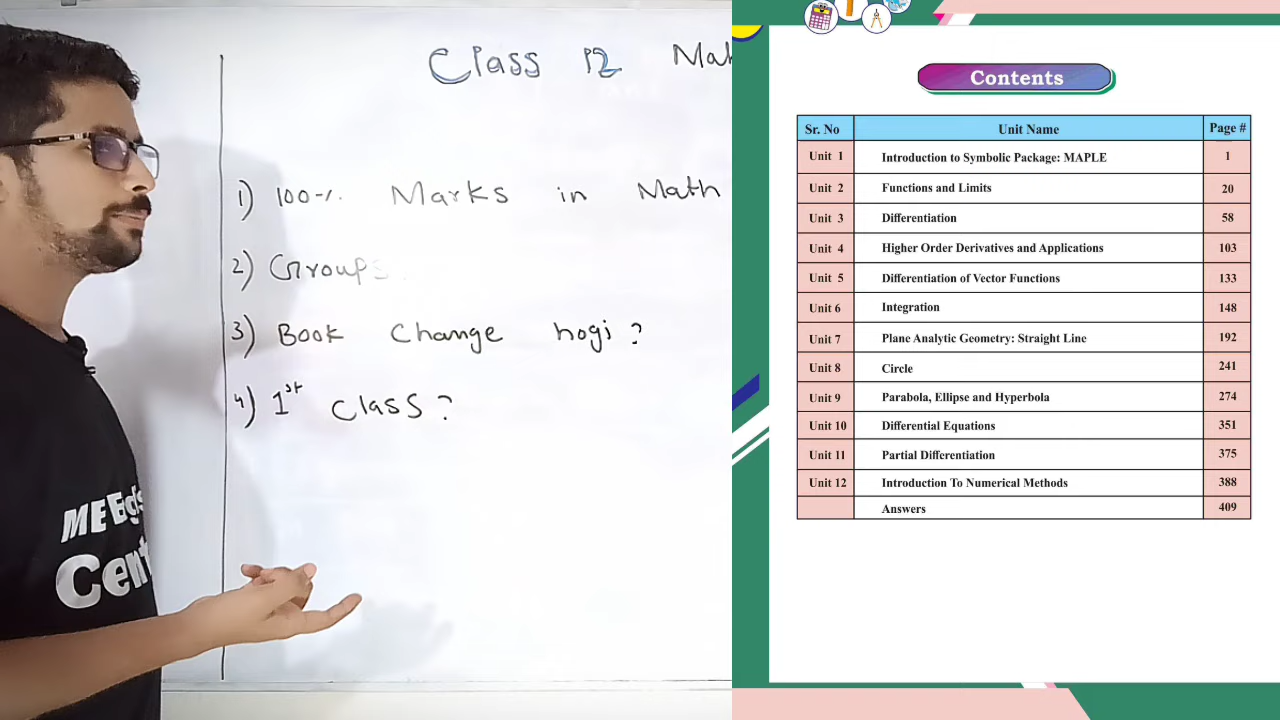 Class 12 Mat
1) 100% Marks in Math
2) Groups
3) Book Change hogi?
4) 1st Class?
Cent
Contents
Sr. No Unit Name Page #
Unit 1 Introduction to Symbolic Package: MAPLE 1
Unit 2 Functions and Limits 20
Unit 3 Differentiation 58
Unit 4 Higher Order Derivatives and Applications 103
Unit 5 Differentiation of Vector Functions 133
Unit 6 Integration 148
Unit 7 Plane Analytic Geometry: Straight Line 192
Unit 8 Circle 241
Unit 9 Parabola, Ellipse and Hyperbola 274
Unit 10 Differential Equations 351
Unit 11 Partial Differentiation 375
Unit 12 Introduction To Numerical Methods 388
Answers 409